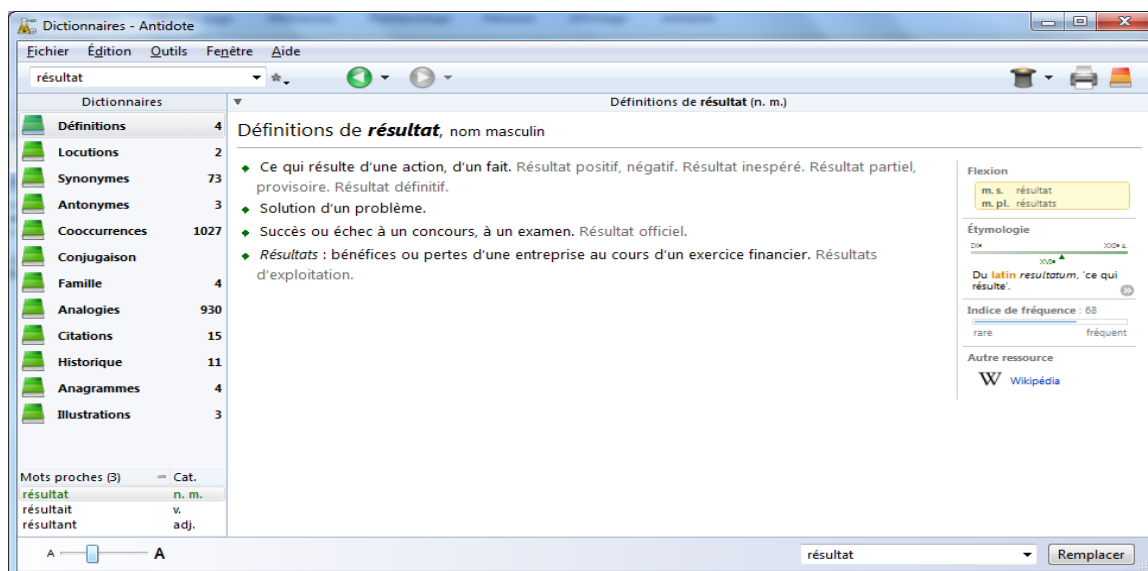 Dictionnaires - Antidote
Fichier Édition Outils Fenêtre Aide
résultat
Dictionnaires
Définitions de résultat (n. m.)
Définitions 4
Locutions 2
Synonymes 73
Antonymes 3
Cooccurrences 1027
Conjugaison
Famille 4
Analogies 930
Citations 15
Historique 11
Anagrammes 4
Illustrations 3
Mots proches (3) Cat.
résultat n. m.
résultait v.
résultant adj.
A A
Définitions de résultat, nom masculin
Ce qui résulte d'une action, d'un fait. Résultat positif, négatif. Résultat inespéré. Résultat partiel,
provisoire. Résultat définitif.
Solution d'un problème.
Succès ou échec à un concours, à un examen. Résultat officiel.
Résultats : bénéfices ou pertes d'une entreprise au cours d'un exercice financier. Résultats
d'exploitation.
Flexion
m. s. résultat
m. pl. résultats
Étymologie
Du latin resultatum, 'ce qui
résulte'.
Indice de fréquence : 68
rare fréquent
Autre ressource
W Wikipédia
résultat Remplacer